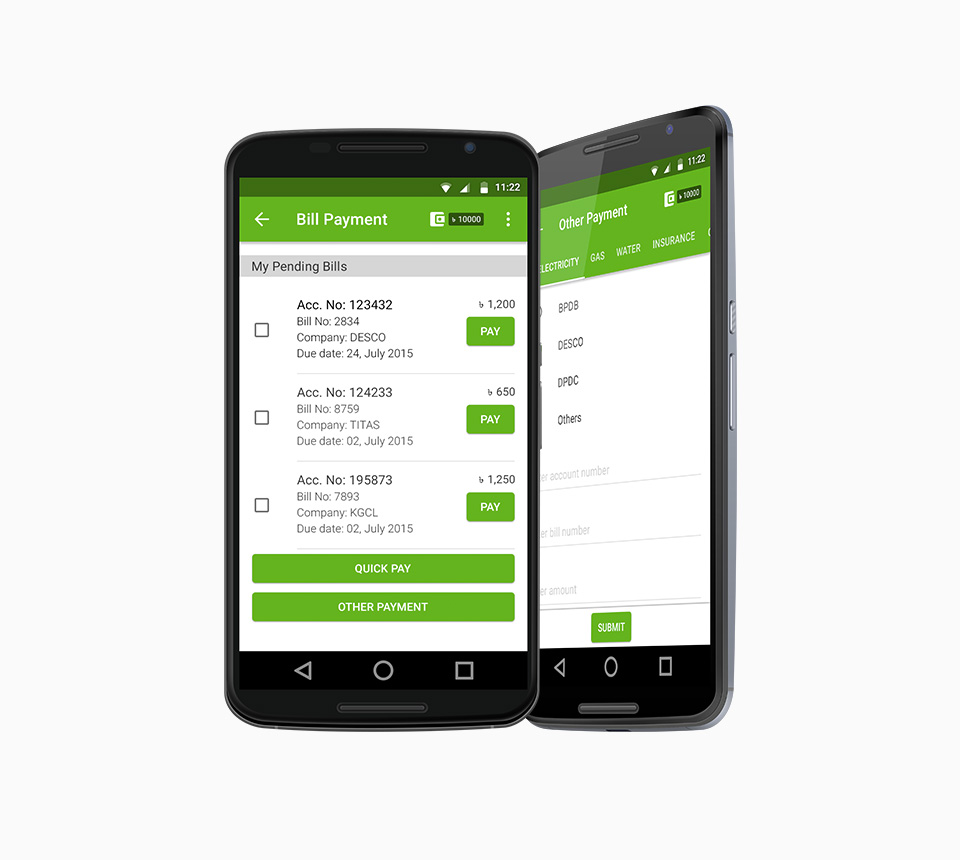 11:22
Bill Payment
৳ 10000
My Pending Bills
Acc. No: 123432
৳ 1,200
Bill No: 2834
PAY
Company: DESCO
Due date: 24, July 2015
Acc. No: 124233
৳ 650
Bill No: 8759
PAY
Company: TITAS
Due date: 02, July 2015
Acc. No: 195873
৳ 1,250
Bill No: 7893
PAY
Company: KGCL
Due date: 02, July 2015
QUICK PAY
OTHER PAYMENT
11:22
Other Payment
৳ 10000
LECTRICITY GAS WATER INSURANCE
BPDB
DESCO
DPDC
Others
er account number
er bill number
er amount
SUBMIT